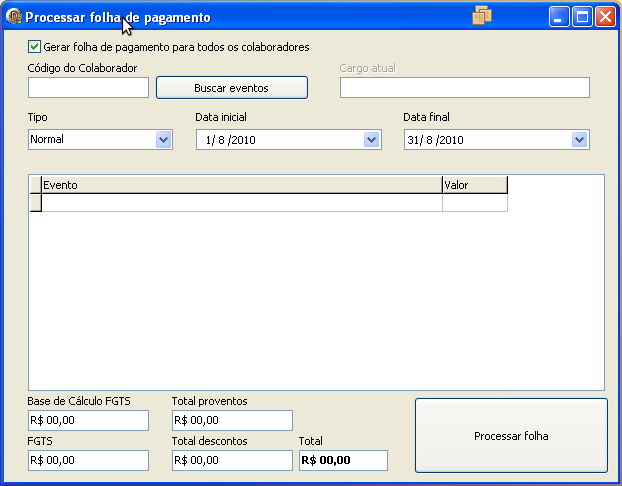 Processar folha de pagamento
Gerar folha de pagamento para todos os colaboradores
Código do Colaborador
Buscar eventos
Cargo atual
Tipo
Data inicial
Data final
Normal
1/ 8 /2010
31/ 8 /2010
Evento
Valor
Base de Cálculo FGTS
Total proventos
R$ 00,00
R$ 00,00
Processar folha
FGTS
Total descontos
Total
R$ 00,00
R$ 00,00
R$ 00,00